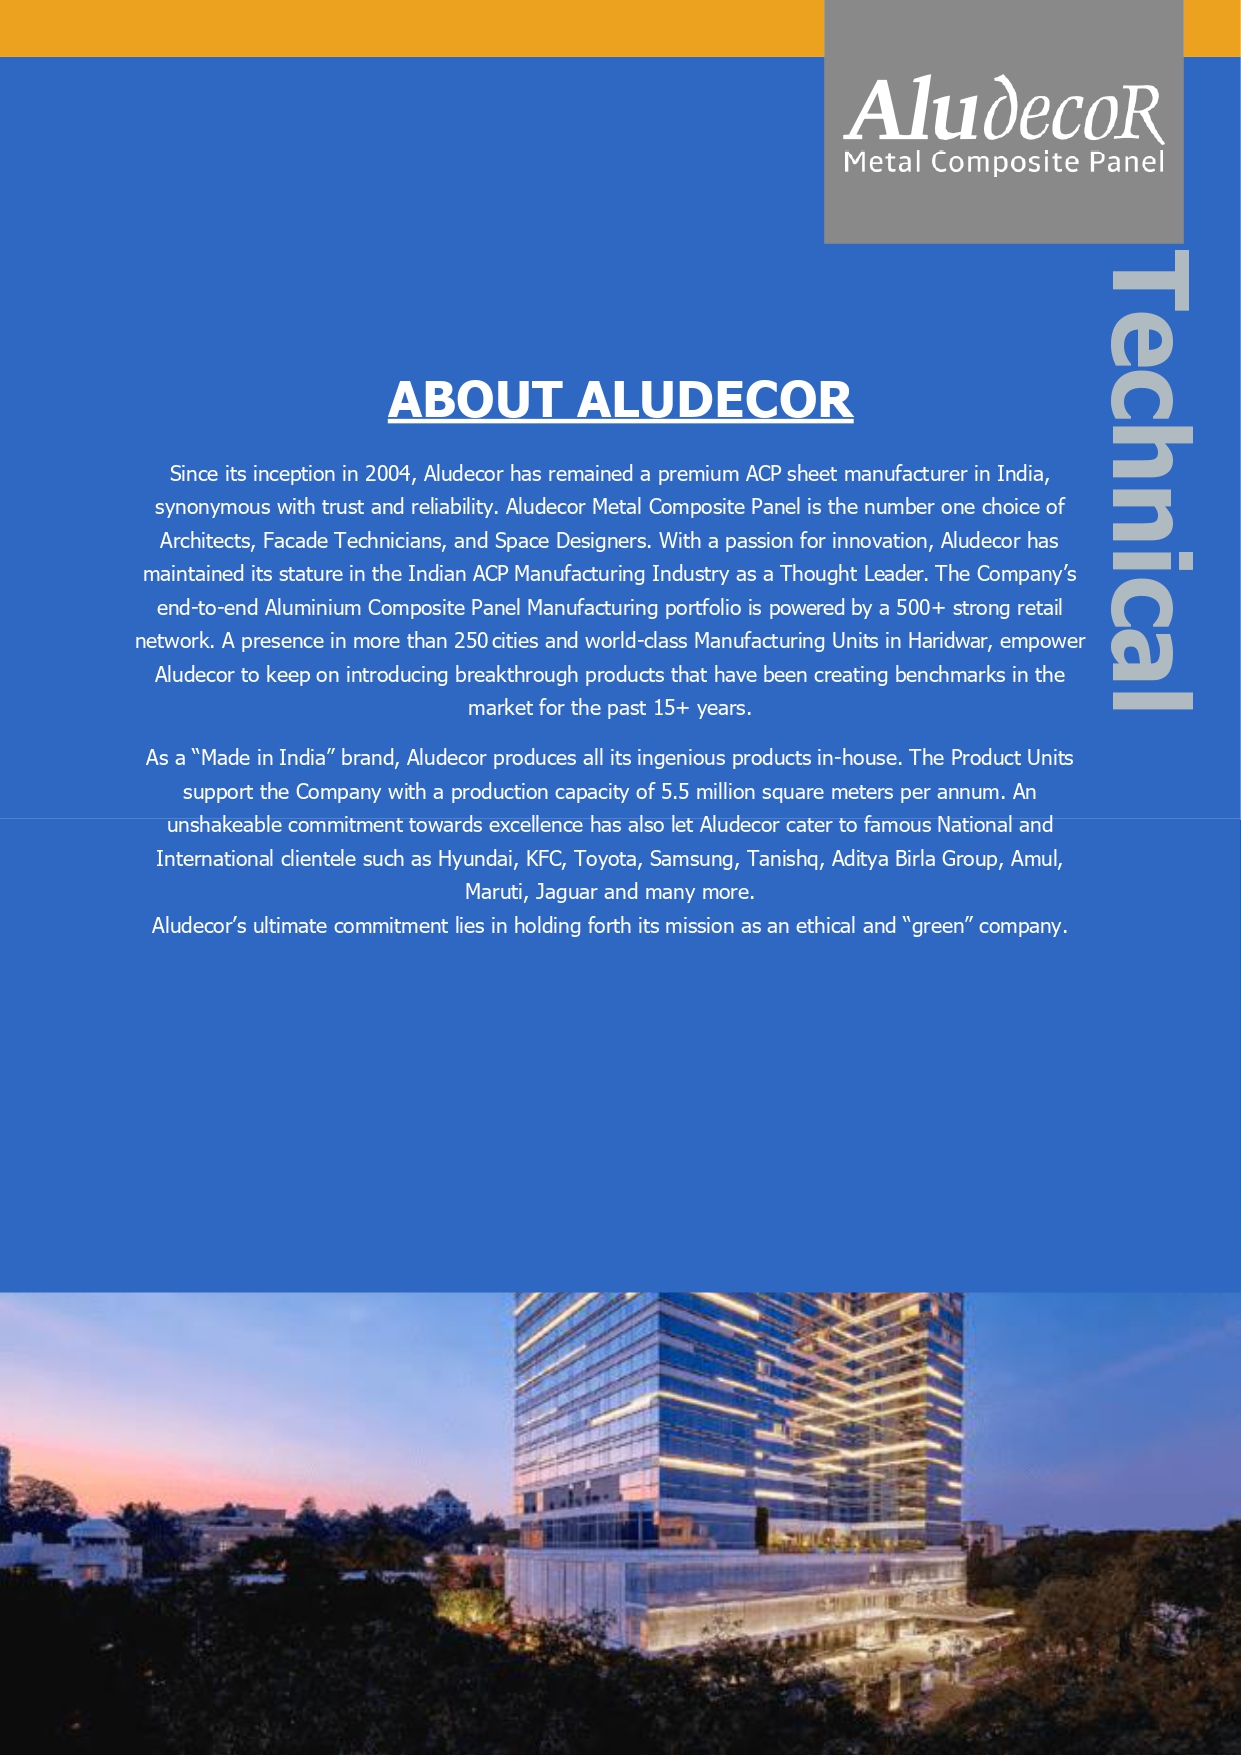 AludecoR
Metal Composite Panel
Technical
ABOUT ALUDECOR
Since its inception in 2004, Aludecor has remained a premium ACP sheet manufacturer in India,
synonymous with trust and reliability. Aludecor Metal Composite Panel is the number one choice of
Architects, Facade Technicians, and Space Designers. With a passion for innovation, Aludecor has
maintained its stature in the Indian ACP Manufacturing Industry as a Thought Leader. The Company’s
end-to-end Aluminium Composite Panel Manufacturing portfolio is powered by a 500+ strong retail
network. A presence in more than 250 cities and world-class Manufacturing Units in Haridwar, empower
Aludecor to keep on introducing breakthrough products that have been creating benchmarks in the
market for the past 15+ years.
As a “Made in India” brand, Aludecor produces all its ingenious products in-house. The Product Units
support the Company with a production capacity of 5.5 million square meters per annum. An
unshakeable commitment towards excellence has also let Aludecor cater to famous National and
International clientele such as Hyundai, KFC, Toyota, Samsung, Tanishq, Aditya Birla Group, Amul,
Maruti, Jaguar and many more.
Aludecor’s ultimate commitment lies in holding forth its mission as an ethical and “green” company.